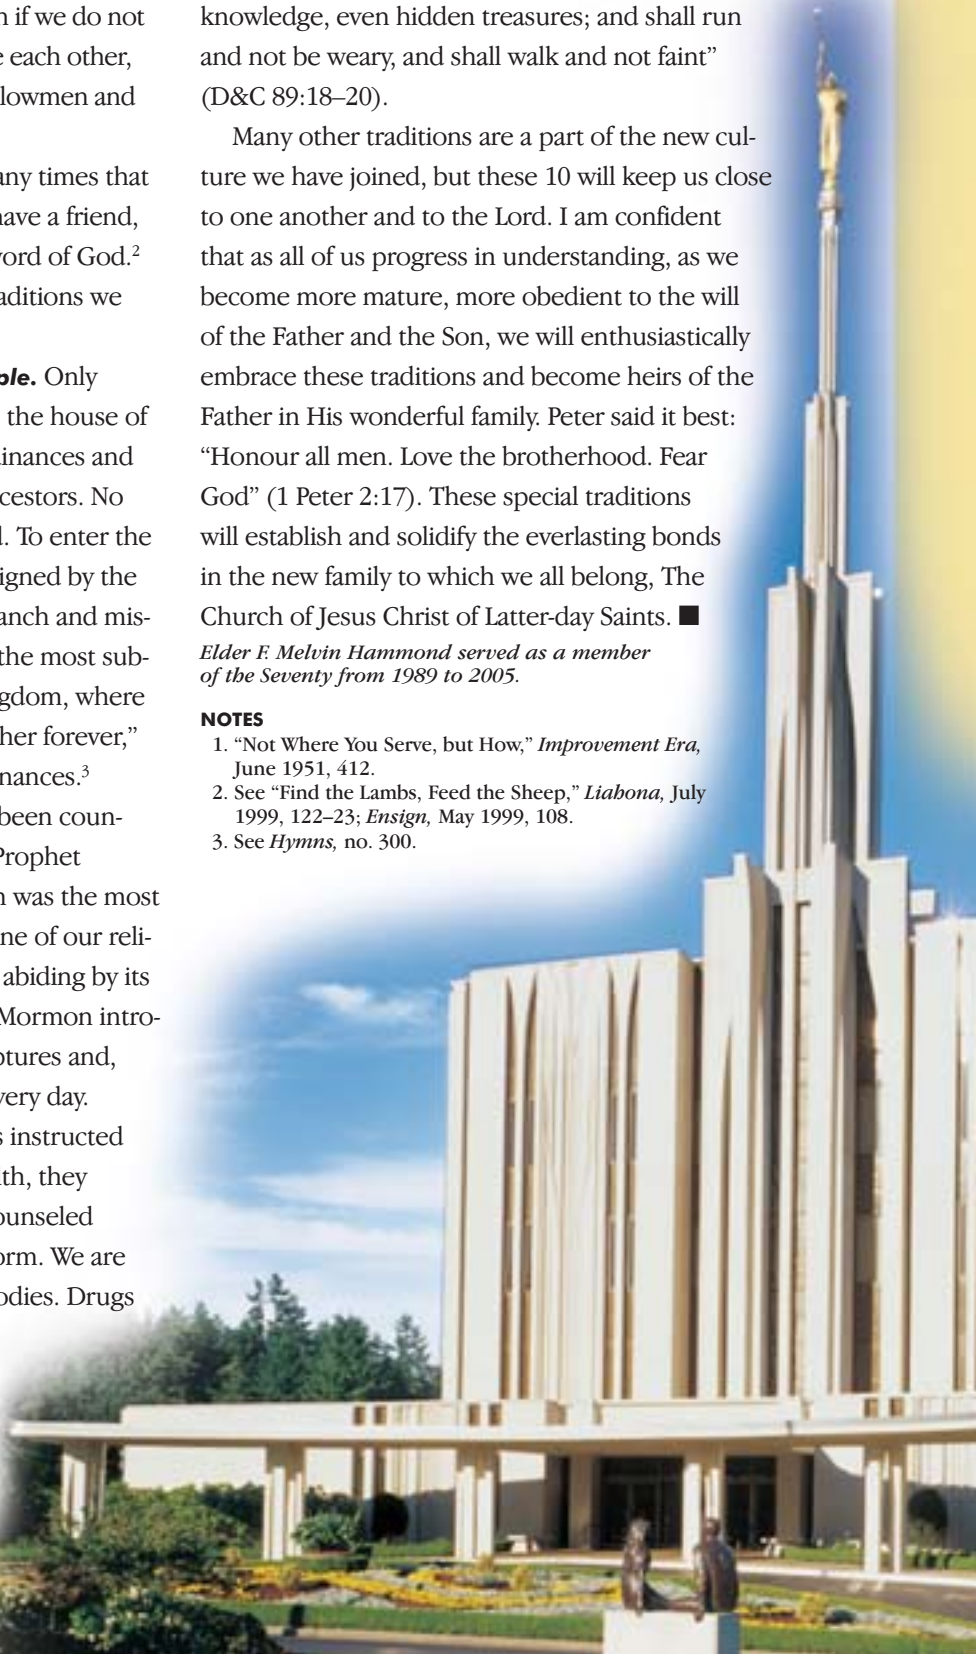 n if we do not
e each other,
lowmen and
any times that
have a friend,
word of God.2
aditions we
ple. Only
the house of
inances and
cestors. No
d. To enter the
igned by the
anch and mis-
the most sub-
gdom, where
her forever,”
nances.3
been coun-
Prophet
n was the most
ne of our reli-
abiding by its
Mormon intro-
ptures and,
very day.
s instructed
lth, they
ounseled
orm. We are
odies. Drugs
knowledge, even hidden treasures; and shall run
and not be weary, and shall walk and not faint”
(D&C 89:18–20).
Many other traditions are a part of the new cul-
ture we have joined, but these 10 will keep us close
to one another and to the Lord. I am confident
that as all of us progress in understanding, as we
become more mature, more obedient to the will
of the Father and the Son, we will enthusiastically
embrace these traditions and become heirs of the
Father in His wonderful family. Peter said it best:
“Honour all men. Love the brotherhood. Fear
God” (1 Peter 2:17). These special traditions
will establish and solidify the everlasting bonds
in the new family to which we all belong, The
Church of Jesus Christ of Latter-day Saints. ■
Elder F. Melvin Hammond served as a member
of the Seventy from 1989 to 2005.
NOTES
1. “Not Where You Serve, but How,” Improvement Era,
June 1951, 412.
2. See “Find the Lambs, Feed the Sheep,” Liahona, July
1999, 122–23; Ensign, May 1999, 108.
3. See Hymns, no. 300.